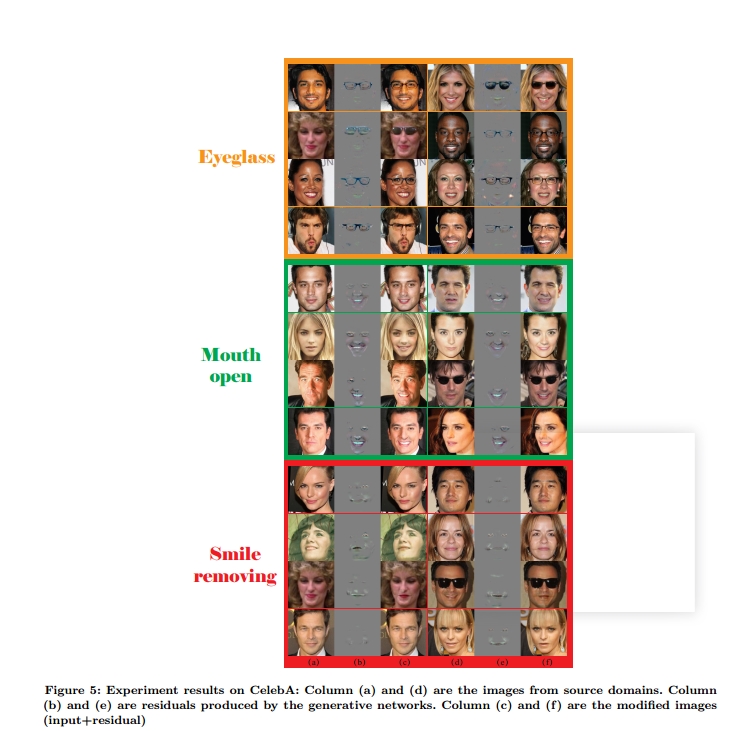 Eyeglass
Mouth
open
Smile
removing
(a) (b) (c) (d) (e) (f)
Figure 5: Experiment results on CelebA: Column (a) and (d) are the images from source domains. Column
(b) and (e) are residuals produced by the generative networks. Column (c) and (f) are the modified images
(input+residual)